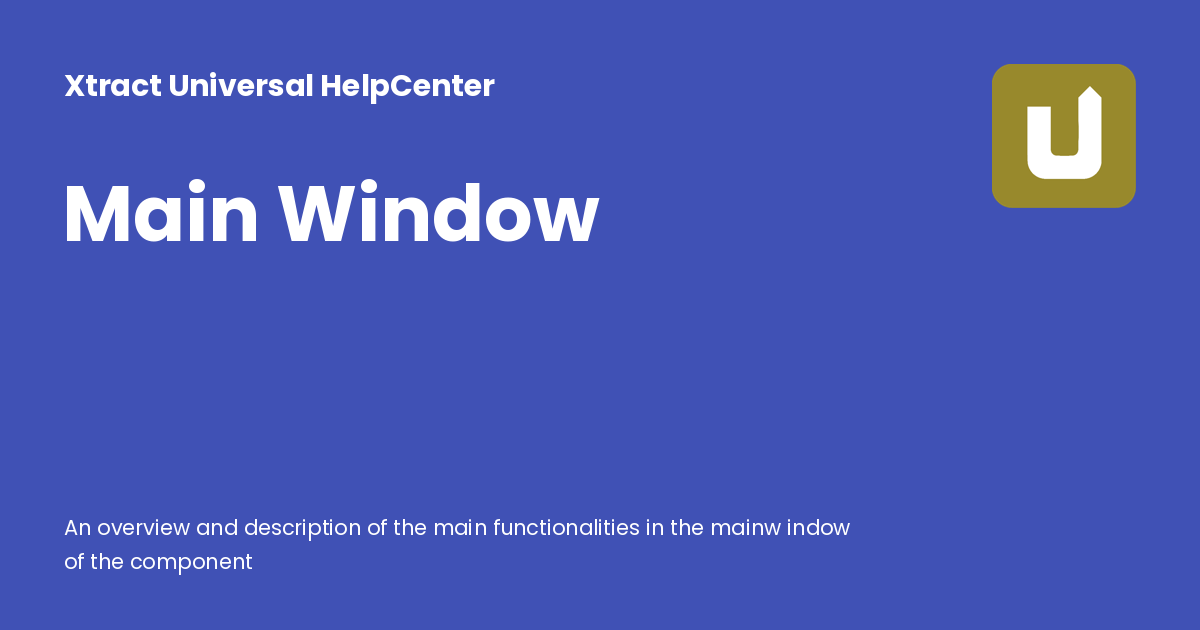 Xtract Universal HelpCenter
Main Window
An overview and description of the main functionalities in the mainw indow
of the component